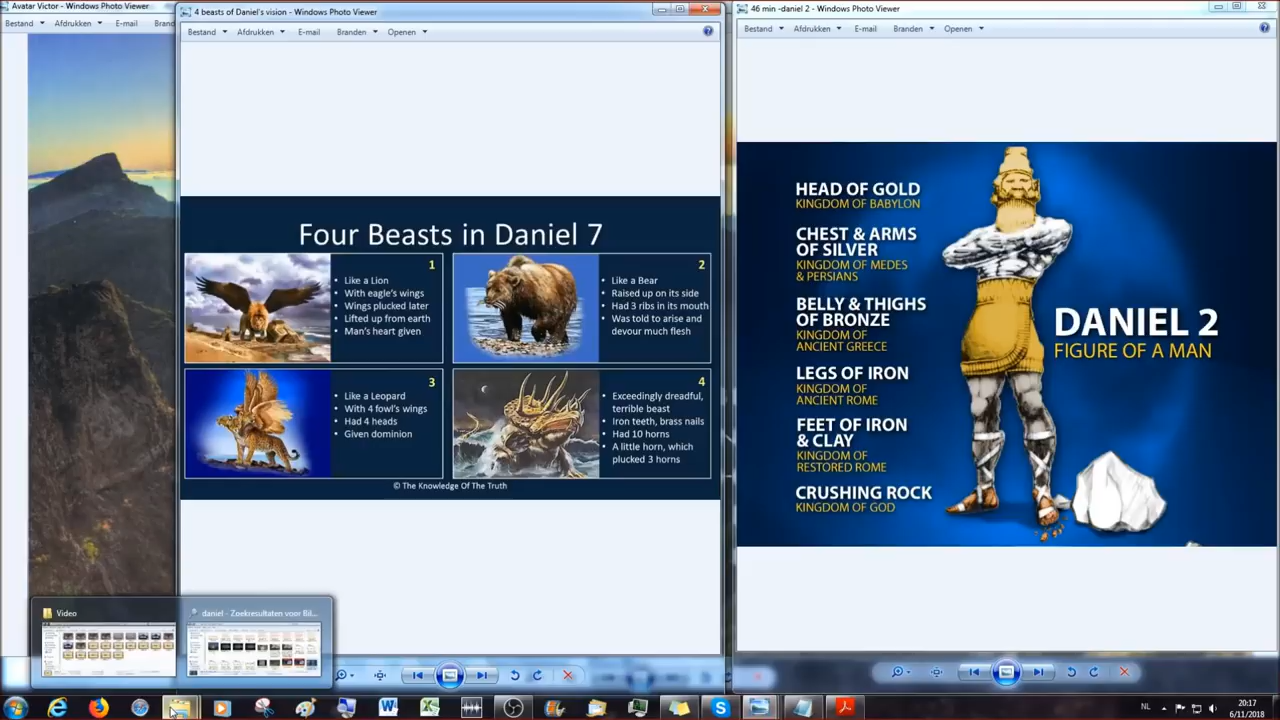 Avatar Victor - Windows Photo Viewer
Bestand
Afdrukken
E-mail
4 beasts of Daniel's vision - Windows Photo Viewer
Bestand Afdrukken E-mail Branden Openen
Four Beasts in Daniel 7
1
• Like a Lion
• With eagle's wings
• Wings plucked later
• Lifted up from earth
• Man's heart given
2
• Like a Bear
• Raised up on its side
• Had 3 ribs in its mouth
• Was told to arise and
devour much flesh
3
• Like a Leopard
• With 4 fowl's wings
• Had 4 heads
• Given dominion
4
• Exceedingly dreadful,
terrible beast
• Iron teeth, brass nails
• Had 10 horns
• A little horn, which
plucked 3 horns
© The Knowledge Of The Truth
46 min -daniel 2 - Windows Photo Viewer
Bestand Afdrukken E-mail Branden Openen
HEAD OF GOLD
KINGDOM OF BABYLON
CHEST & ARMS
OF SILVER
KINGDOM OF MEDES
& PERSIANS
BELLY & THIGHS
OF BRONZE
KINGDOM OF
ANCIENT GREECE
LEGS OF IRON
KINGDOM OF
ANCIENT ROME
FEET OF IRON
& CLAY
KINGDOM OF
RESTORED ROME
CRUSHING ROCK
KINGDOM OF GOD
DANIEL 2
FIGURE OF A MAN
Video
daniel - Zoekresultaten voor Bil...
NL
20:17
6/11/2018